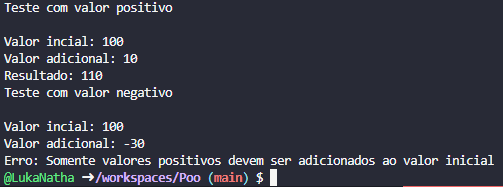 Teste com valor positivo
Valor incial: 100
Valor adicional: 10
Resultado: 110
Teste com valor negativo
Valor incial: 100
Valor adicional: -30
Erro: Somente valores positivos devem ser adicionados ao valor inicial
@LukaNatha ➜/workspaces/Poo (main) $